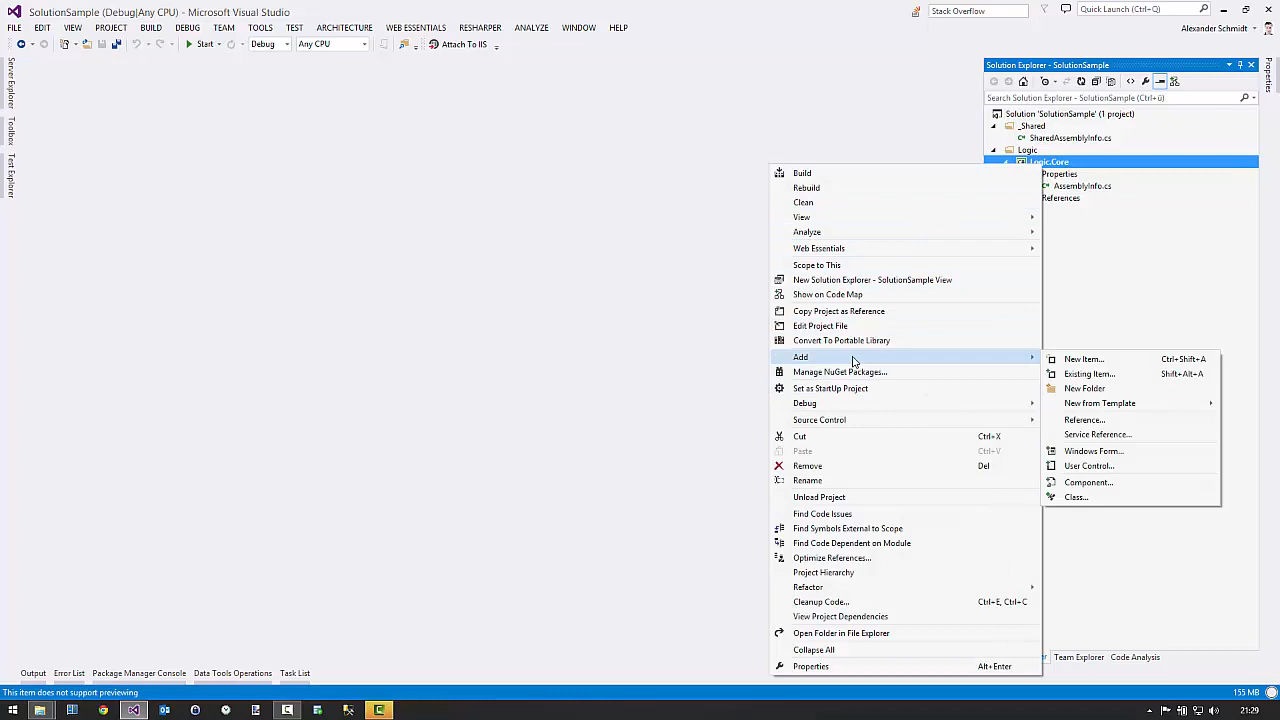 SolutionSample (Debug|Any CPU) - Microsoft Visual Studio
Stack Overflow
Quick Launch (Ctrl+Q)
FILE EDIT VIEW PROJECT BUILD DEBUG TEAM TOOLS TEST ARCHITECTURE WEB ESSENTIALS RESHARPER ANALYZE WINDOW HELP
Alexander Schmidt
Start Debug Any CPU Attach To IIS
Server Explorer
Toolbox
Test Explorer
Solution Explorer - SolutionSample
Properties
Search Solution Explorer - SolutionSample (Ctrl+ü)
Solution 'SolutionSample' (1 project)
_Shared
SharedAssemblyInfo.cs
Logic
Logic.Core
Properties
AssemblyInfo.cs
References
Build
Rebuild
Clean
View
Analyze
Web Essentials
Scope to This
New Solution Explorer - SolutionSample View
Show on Code Map
Copy Project as Reference
Edit Project File
Convert To Portable Library
Add
Manage NuGet Packages...
Set as StartUp Project
Debug
Source Control
Cut Ctrl+X
Paste Ctrl+V
Remove Del
Rename
Unload Project
Find Code Issues
Find Symbols External to Scope
Find Code Dependent on Module
Optimize References...
Project Hierarchy
Refactor
Cleanup Code... Ctrl+E, Ctrl+C
View Project Dependencies
Open Folder in File Explorer
Collapse All
Properties Alt+Enter
New Item... Ctrl+Shift+A
Existing Item... Shift+Alt+A
New Folder
New from Template
Reference...
Service Reference...
Windows Form...
User Control...
Component...
Class...
Team Explorer Code Analysis
Output Error List Package Manager Console Data Tools Operations Task List
This item does not support previewing
155 MB
21:29